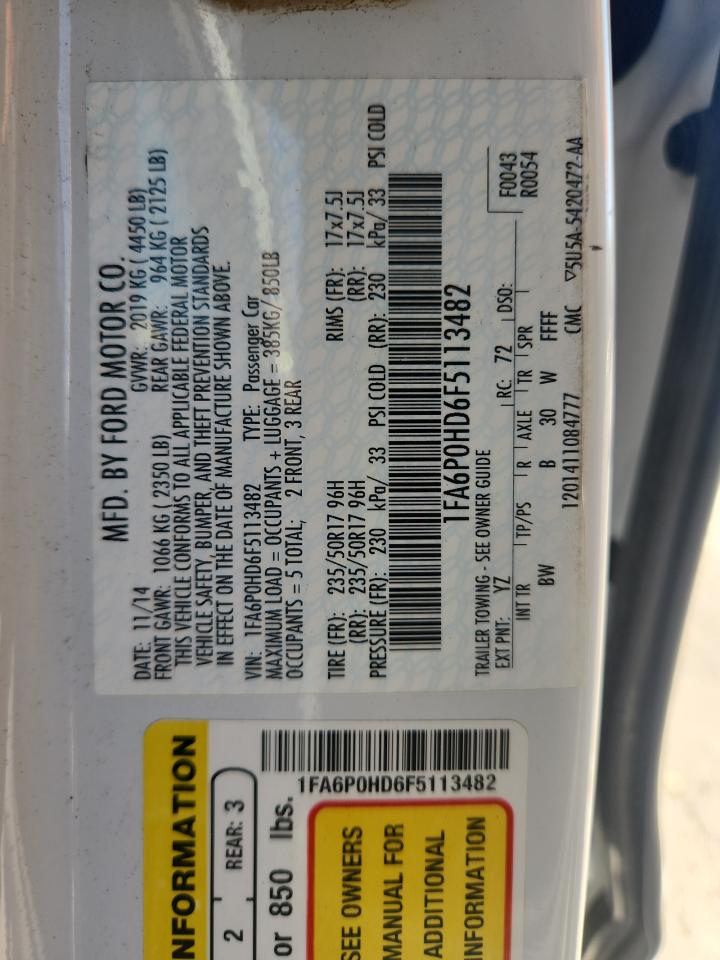 MFD. BY FORD MOTOR CO.
DATE: 11/14 GVWR: 2019 KG ( 4450 LB)
FRONT GAWR: 1066 KG ( 2350 LB) REAR GAWR: 964 KG ( 2125 LB)
THIS VEHICLE CONFORMS TO ALL APPLICABLE FEDERAL MOTOR
VEHICLE SAFETY, BUMPER, AND THEFT PREVENTION STANDARDS
IN EFFECT ON THE DATE OF MANUFACTURE SHOWN ABOVE.
VIN: 1FA6P0HD6F5113482 TYPE: Passenger Car
MAXIMUM LOAD = OCCUPANTS + LUGGAGE = 385KG/ 850LB
OCCUPANTS = 5 TOTAL; 2 FRONT, 3 REAR
TIRE (FR): 235/50R17 96H RIMS (FR): 17x7.5J
(RR): 235/50R17 96H (RR): 17x7.5J
PRESSURE (FR): 230 kPa/ 33 PSI COLD (RR): 230 kPa/ 33 PSI COLD
1FA6P0HD6F5113482
TRAILER TOWING - SEE OWNER GUIDE
EXT PNT: YZ RC: 72 DSO: F0043
R0054
INT TR TP/PS R AXLE TR SPR
BW B 30 W FFFF
1201411084777 CMC ▽5U5A-5420472-AA
NFORMATION
2 REAR: 3
or 850 lbs.
1FA6P0HD6F5113482
SEE OWNERS
MANUAL FOR
ADDITIONAL
INFORMATION